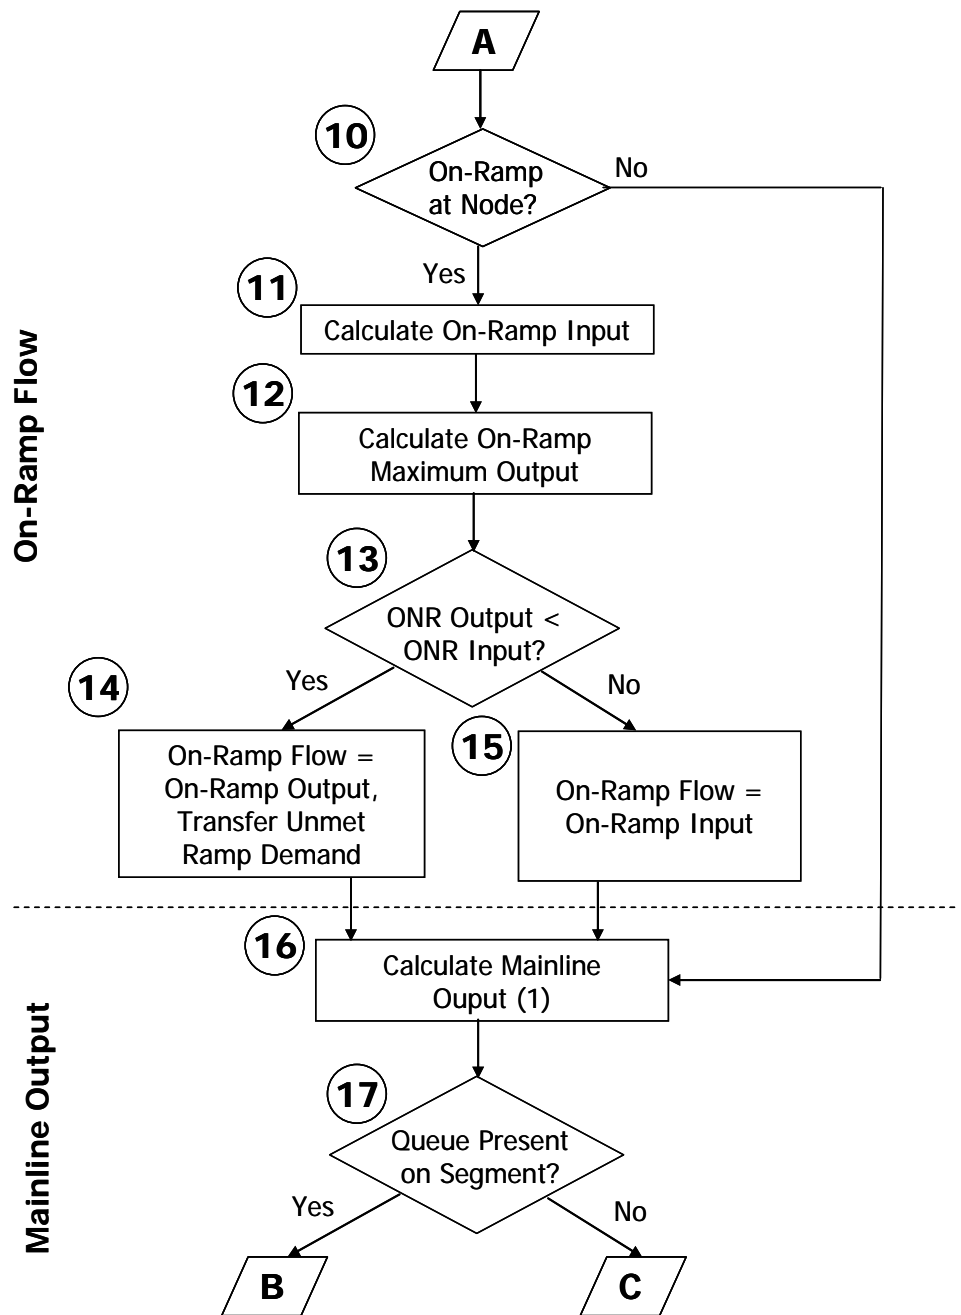 A
10
On-Ramp
at Node?
No
Yes
11
Calculate On-Ramp Input
12
Calculate On-Ramp
Maximum Output
On-Ramp Flow
13
ONR Output <
ONR Input?
Yes
No
14
On-Ramp Flow =
On-Ramp Output,
Transfer Unmet
Ramp Demand
15
On-Ramp Flow =
On-Ramp Input
16
Calculate Mainline
Ouput (1)
Mainline Output
17
Queue Present
on Segment?
Yes
No
B
C